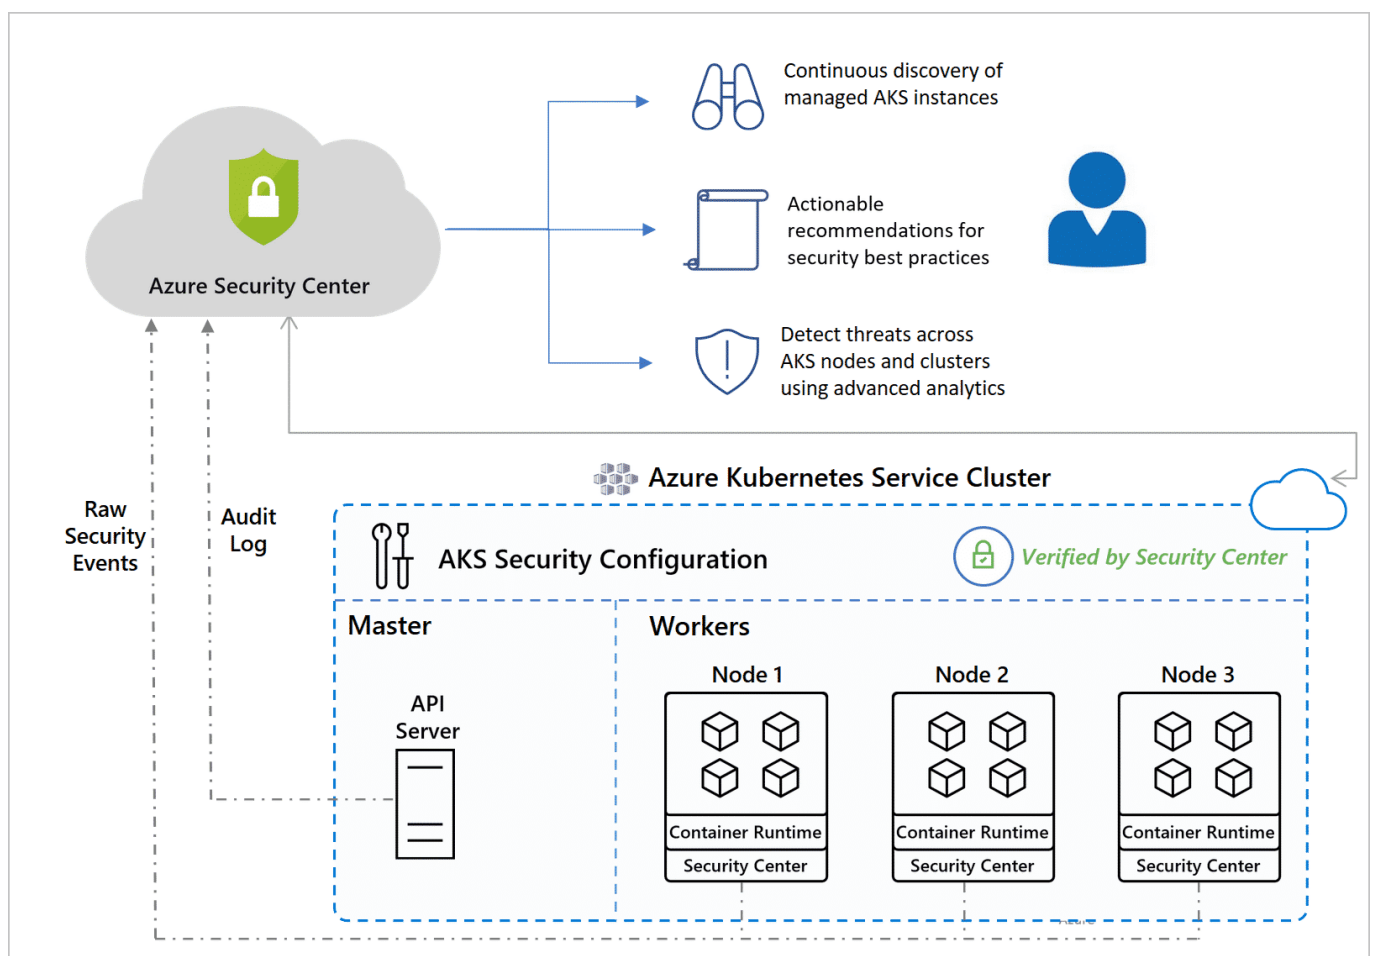 Continuous discovery of
managed AKS instances
Actionable
recommendations for
security best practices
Azure Security Center
Detect threats across
AKS nodes and clusters
using advanced analytics
Azure Kubernetes Service Cluster
Raw
Security
Events
Audit
Log
AKS Security Configuration
Verified by Security Center
Master
Workers
API
Server
Node 1
Node 2
Node 3
Container Runtime
Container Runtime
Container Runtime
Security Center
Security Center
Security Center
Azure